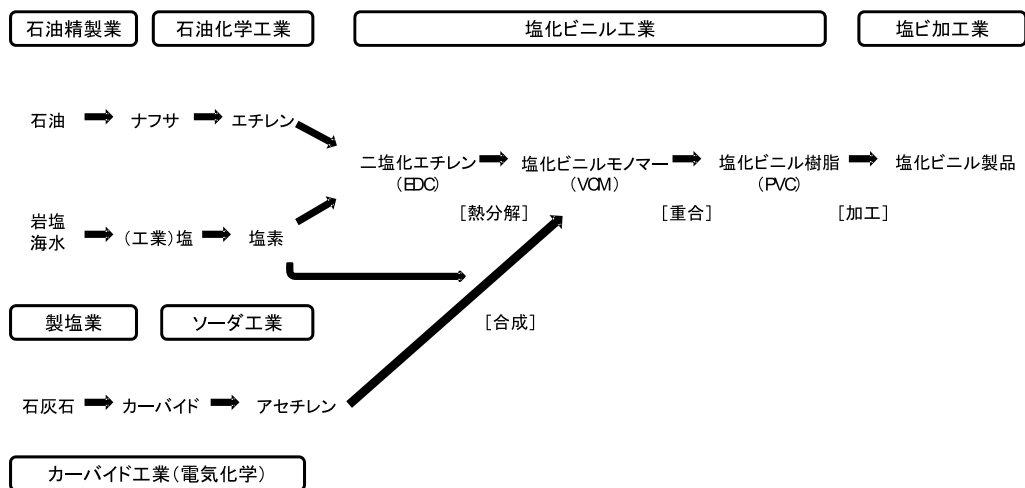 石油精製業
石油化学工業
塩化ビニル工業
塩ビ加工業
石油
ナフサ
エチレン
二塩化エチレン
(EDC)
塩化ビニルモノマー
(VCM)
塩化ビニル樹脂
(PVC)
塩化ビニル製品
[熱分解]
[重合]
[加工]
岩塩
海水
(工業)塩
塩素
製塩業
ソーダ工業
[合成]
石灰石
カーバイド
アセチレン
カーバイド工業(電気化学)